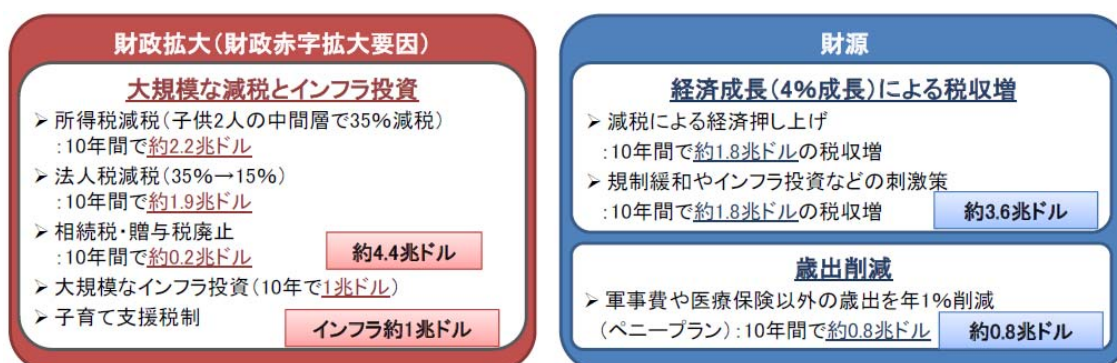 財政拡大(財政赤字拡大要因)
大規模な減税とインフラ投資
➢ 所得税減税(子供2人の中間層で35%減税)
:10年間で約2.2兆ドル
➢ 法人税減税(35%→15%)
:10年間で約1.9兆ドル
➢ 相続税・贈与税廃止
:10年間で約0.2兆ドル
約4.4兆ドル
➢ 大規模なインフラ投資(10年で1兆ドル)
➢ 子育て支援税制
インフラ約1兆ドル
財源
経済成長(4%成長)による税収増
➢ 減税による経済押し上げ
:10年間で約1.8兆ドルの税収増
➢ 規制緩和やインフラ投資などの刺激策
:10年間で約1.8兆ドルの税収増
約3.6兆ドル
歳出削減
➢ 軍事費や医療保険以外の歳出を年1%削減
(ペニープラン):10年間で約0.8兆ドル
約0.8兆ドル